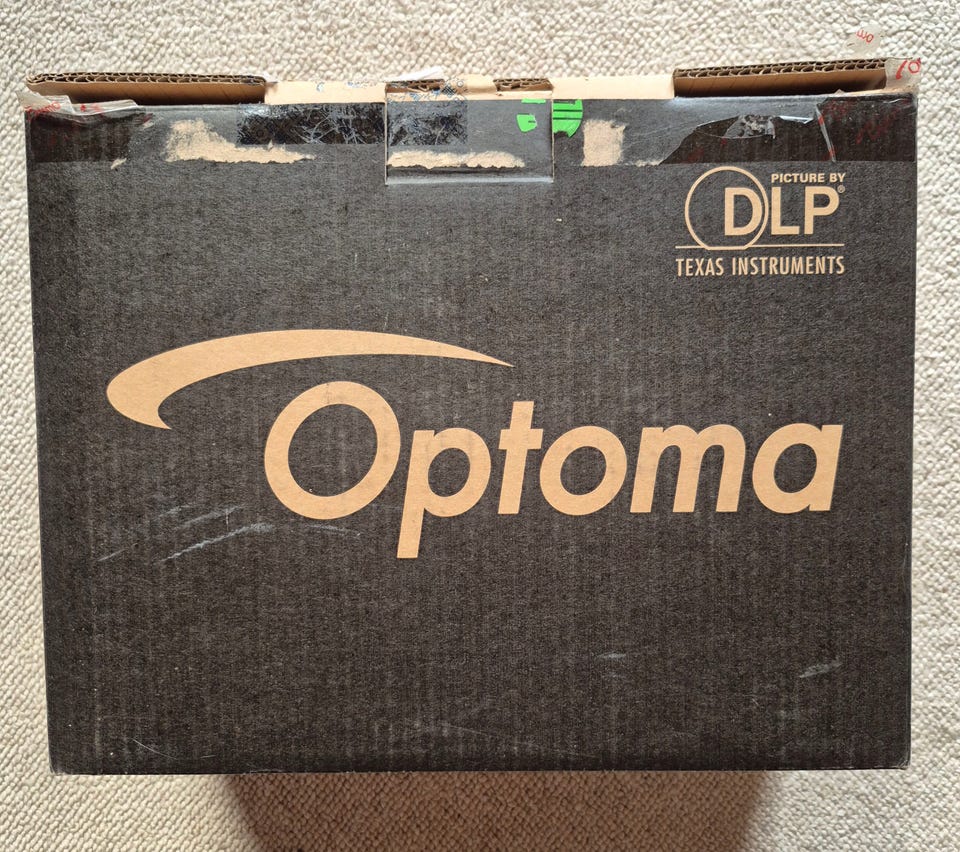 PICTURE BY
DLP®
TEXAS INSTRUMENTS
Optoma